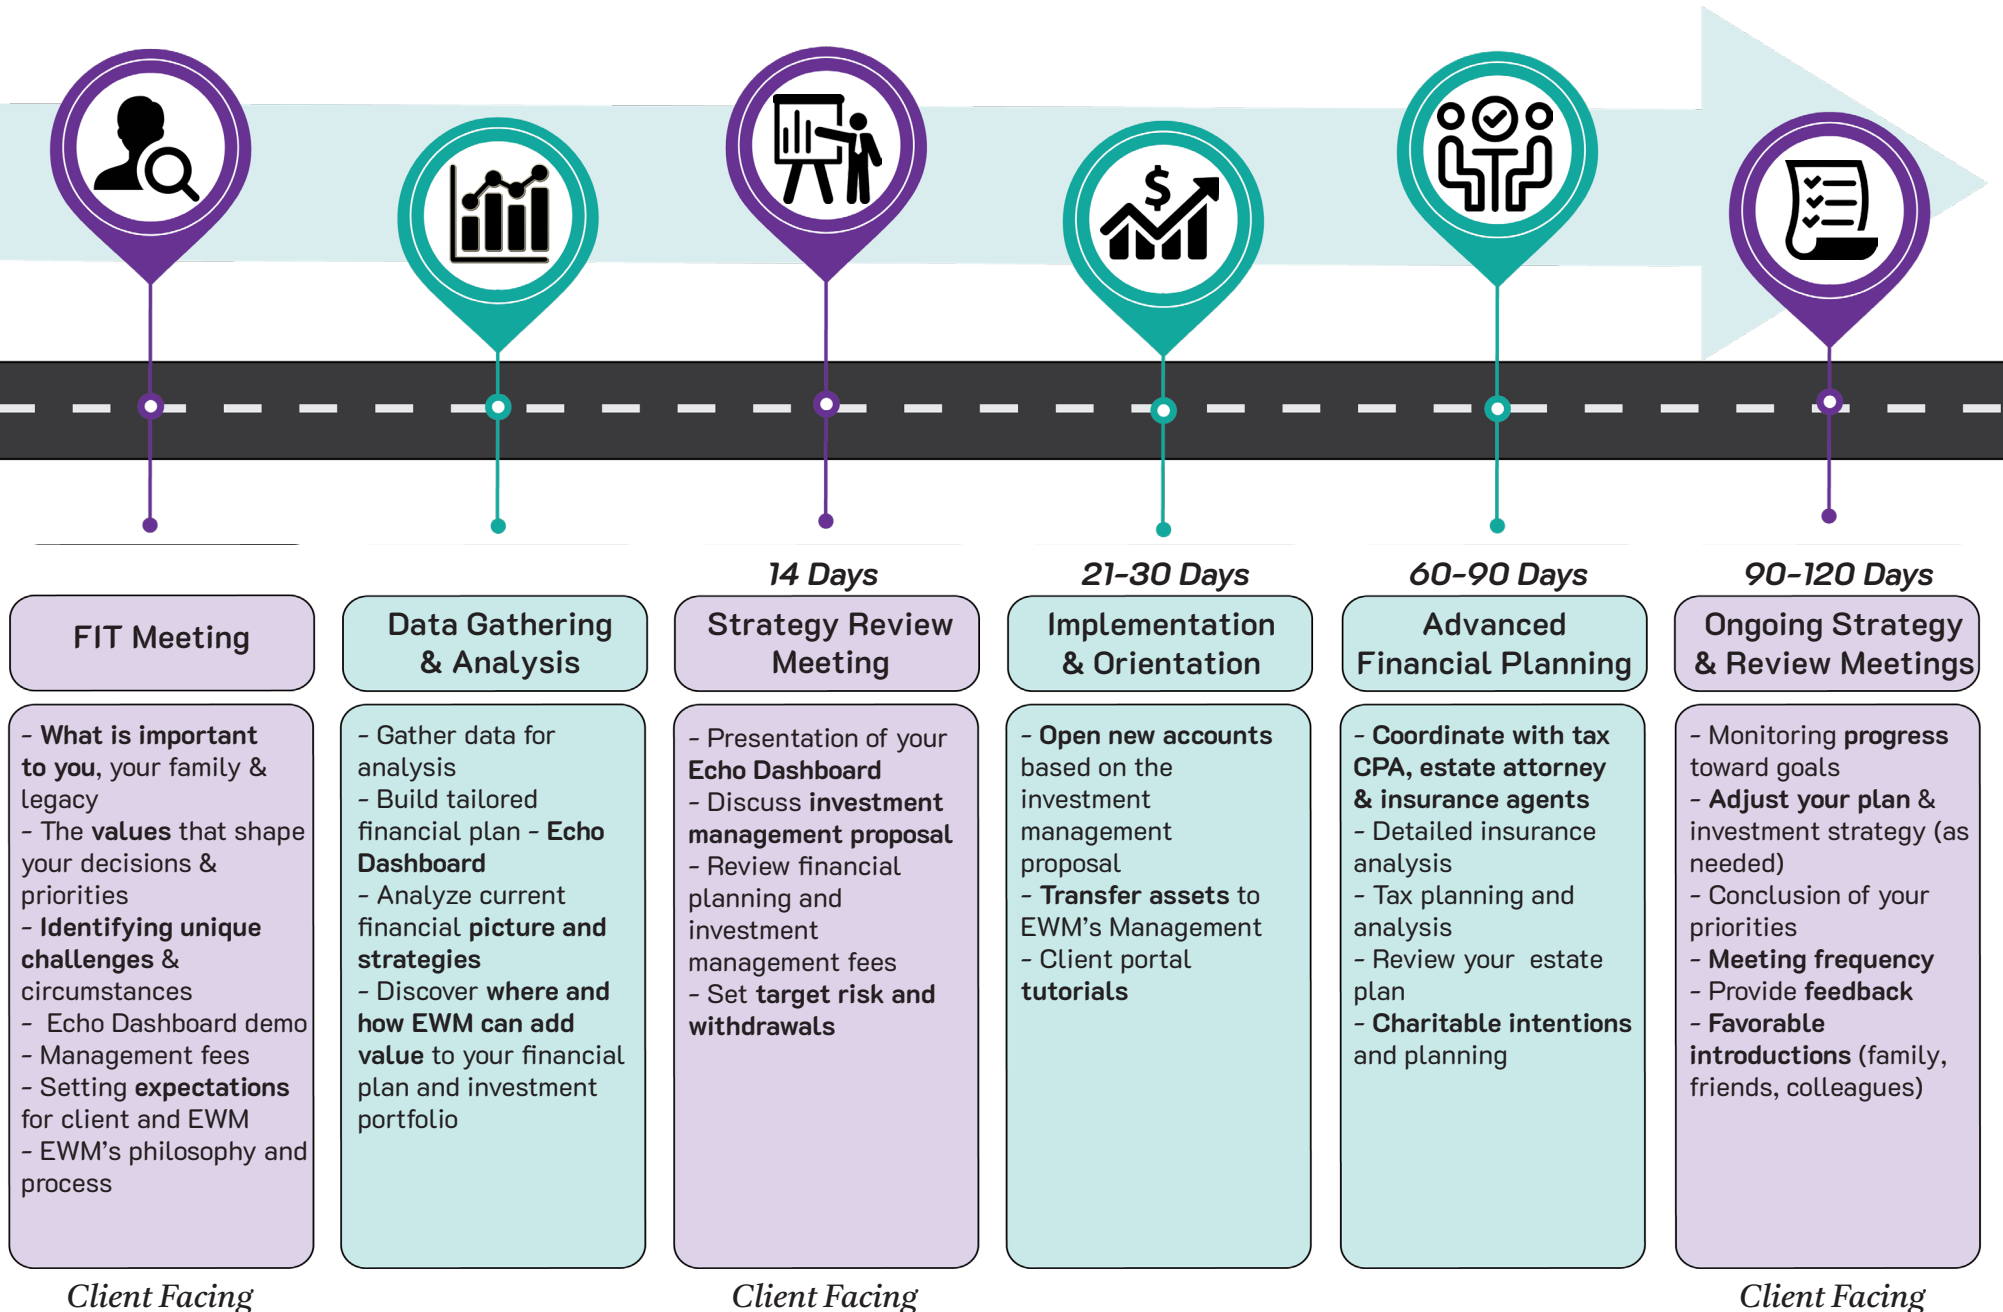 14 Days
21-30 Days
60-90 Days
90-120 Days
FIT Meeting
Data Gathering
& Analysis
Strategy Review
Meeting
Implementation
& Orientation
Advanced
Financial Planning
Ongoing Strategy
& Review Meetings
- What is important
to you, your family &
legacy
- The values that shape
your decisions &
priorities
- Identifying unique
challenges &
circumstances
- Echo Dashboard demo
- Management fees
- Setting expectations
for client and EWM
- EWM's philosophy and
process
- Gather data for
analysis
- Build tailored
financial plan - Echo
Dashboard
- Analyze current
financial picture and
strategies
- Discover where and
how EWM can add
value to your financial
plan and investment
portfolio
- Presentation of your
Echo Dashboard
- Discuss investment
management proposal
- Review financial
planning and
investment
management fees
- Set target risk and
withdrawals
- Open new accounts
based on the
investment
management
proposal
- Transfer assets to
EWM's Management
- Client portal
tutorials
- Coordinate with tax
CPA, estate attorney
& insurance agents
- Detailed insurance
analysis
- Tax planning and
analysis
- Review your estate
plan
- Charitable intentions
and planning
- Monitoring progress
toward goals
- Adjust your plan &
investment strategy (as
needed)
- Conclusion of your
priorities
- Meeting frequency
- Provide feedback
- Favorable
introductions (family,
friends, colleagues)
Client Facing
Client Facing
Client Facing
$